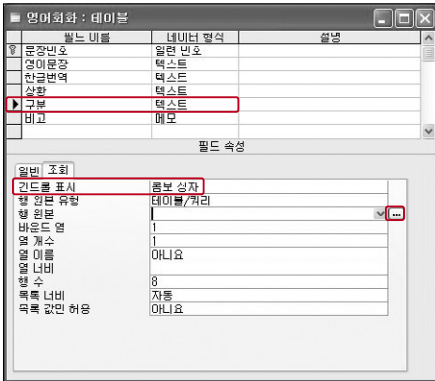 영어회화 : 테이블
필드 이름 데이터 형식 설명
문장번호 일련 번호
영어문장 텍스트
한글번역 텍스트
상황 텍스트
구분 텍스트
비고 메모
필드 속성
일반 조회
컨트롤 표시 콤보 상자
행 원본 유형 테이블/쿼리
행 원본
바운드 열 1
열 개수 1
열 이름 아니요
열 너비
행 수 8
목록 너비 자동
목록 값만 허용 아니요